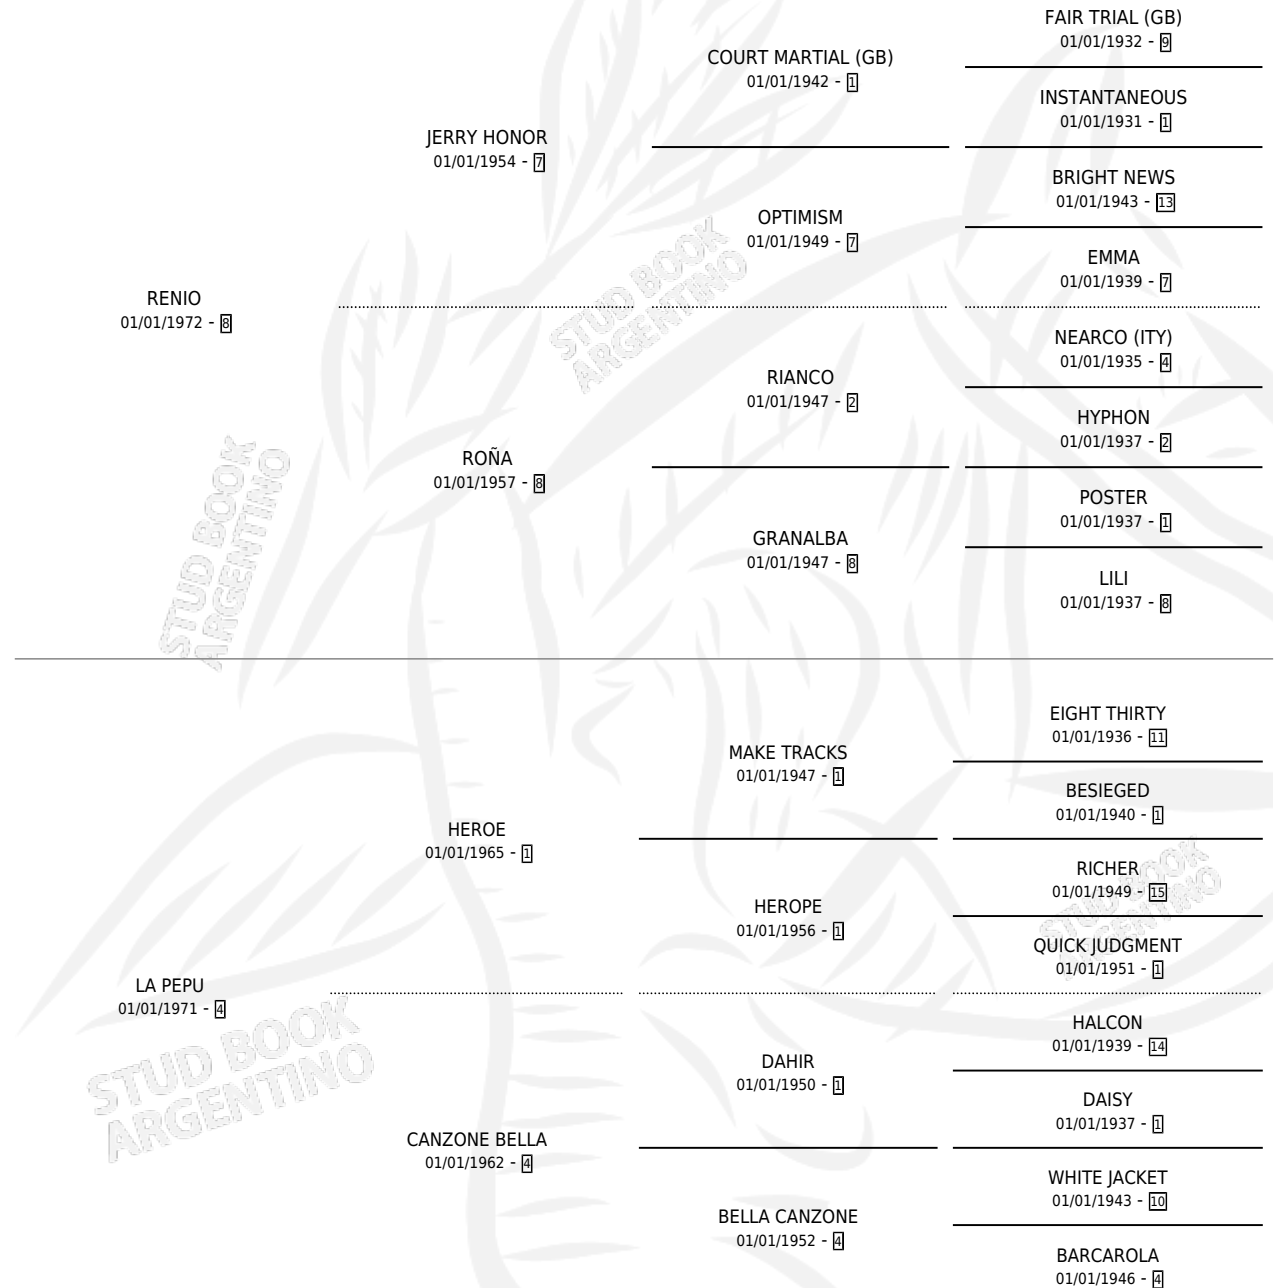 FAIR TRIAL (GB)
01/01/1932 - 9
COURT MARTIAL (GB)
01/01/1942 - 1
INSTANTANEOUS
01/01/1931 - 1
JERRY HONOR
01/01/1954 - 7
BRIGHT NEWS
01/01/1943 - 13
OPTIMISM
01/01/1949 - 7
EMMA
01/01/1939 - 7
RENIO
01/01/1972 - 8
NEARCO (ITY)
01/01/1935 - 4
RIANCO
01/01/1947 - 2
HYPHON
01/01/1937 - 2
ROÑA
01/01/1957 - 8
POSTER
01/01/1937 - 1
GRANALBA
01/01/1947 - 8
LILI
01/01/1937 - 8
STUD BOOK
ARGENTINO
STUD BOOK
ARGENTINO
EIGHT THIRTY
01/01/1936 - 11
MAKE TRACKS
01/01/1947 - 1
BESIEGED
01/01/1940 - 1
HEROE
01/01/1965 - 1
RICHER
01/01/1949 - 15
HEROPE
01/01/1956 - 1
QUICK JUDGMENT
01/01/1951 - 1
LA PEPU
01/01/1971 - 4
HALCON
01/01/1939 - 14
DAHIR
01/01/1950 - 1
DAISY
01/01/1937 - 1
CANZONE BELLA
01/01/1962 - 4
WHITE JACKET
01/01/1943 - 10
BELLA CANZONE
01/01/1952 - 4
BARCAROLA
01/01/1946 - 4
STUD BOOK
ARGENTINO
STUD BOOK
ARGENTINO